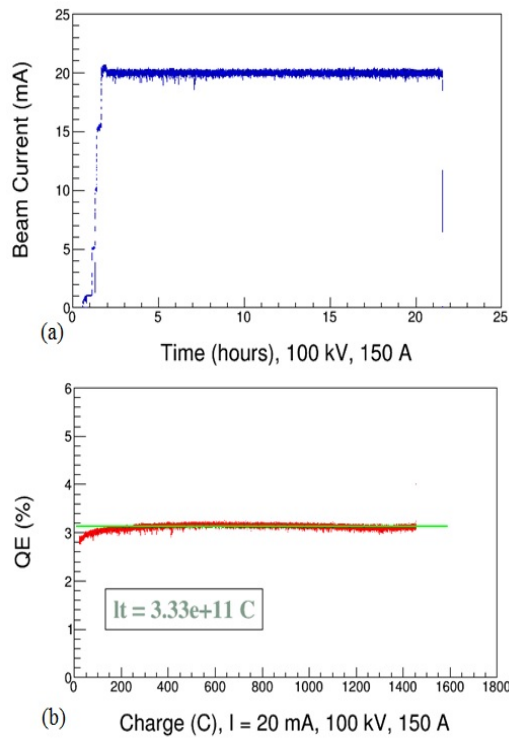 Beam Current (mA)
25
20
15
10
5
0
0 5 10 15 20 25
(a)
Time (hours), 100 kV, 150 A
QE (%)
6
5
4
3
2
1
0
lt = 3.33e+11 C
0 200 400 600 800 1000 1200 1400 1600 1800
(b)
Charge (C), I = 20 mA, 100 kV, 150 A